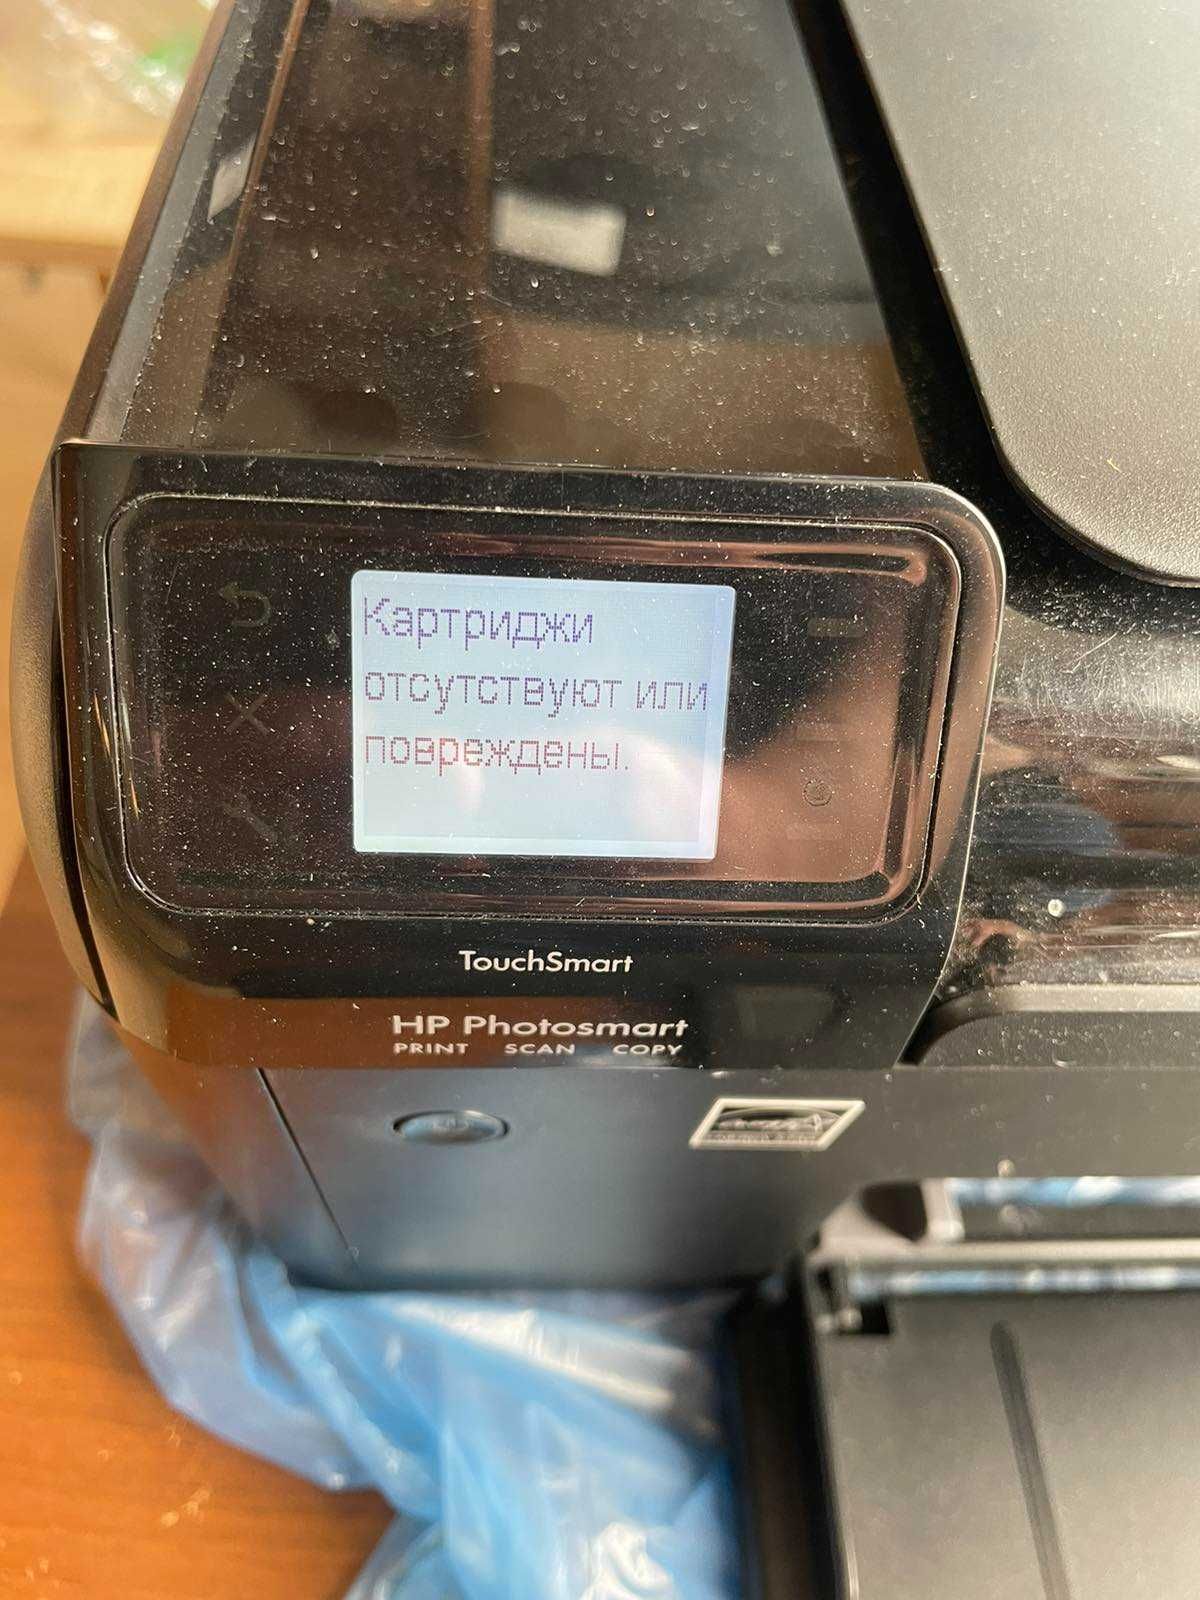 Картриджи
отсутствуют или
повреждены.
TouchSmart
HP Photosmart
PRINT SCAN COPY